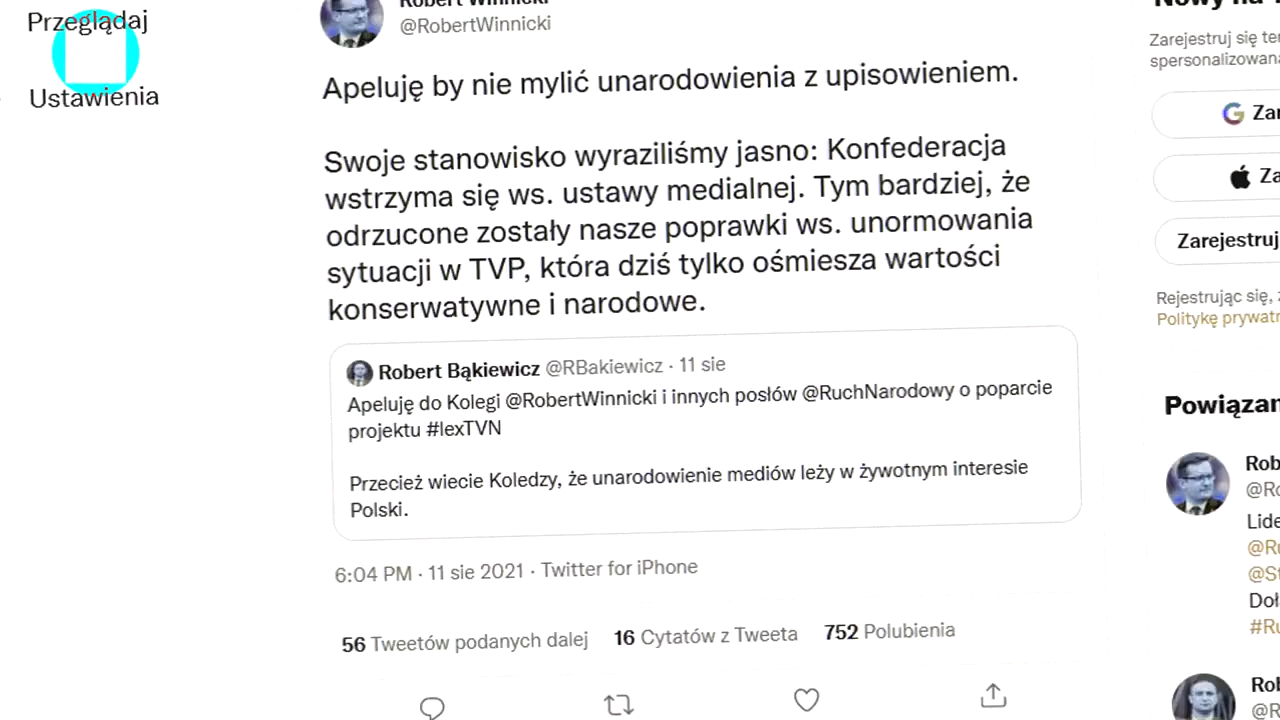 Przeglądaj
Ustawienia
Robert Winnicki
@RobertWinnicki
Apeluję by nie mylić unarodowienia z upisowieniem.
Swoje stanowisko wyraziliśmy jasno: Konfederacja
wstrzyma się ws. ustawy medialnej. Tym bardziej, że
odrzucone zostały nasze poprawki ws. unormowania
sytuacji w TVP, która dziś tylko ośmiesza wartości
konserwatywne i narodowe.
Robert Bąkiewicz @RBakiewicz · 11 sie
Apeluję do Kolegi @RobertWinnicki i innych posłów @RuchNarodowy o poparcie
projektu #lexTVN
Przecież wiecie Koledzy, że unarodowienie mediów leży w żywotnym interesie
Polski.
6:04 PM · 11 sie 2021 · Twitter for iPhone
56 Tweetów podanych dalej 16 Cytatów z Tweeta 752 Polubienia
Nowy na
Zarejestruj się
Zarejestruj
Rejestrując się,
Politykę